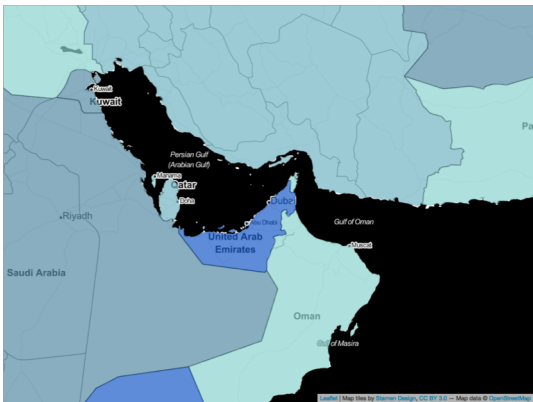 Kuwait
Kuwait
Persian Gulf
(Arabian Gulf)
Manama
Qatar
Doha
Riyadh
Dubai
Abu Dhabi
United Arab
Emirates
Gulf of Oman
Muscat
Saudi Arabia
Oman
Gulf of Masira
Pa
Leaflet | Map tiles by Stamen Design, CC BY 3.0 — Map data © OpenStreetMap